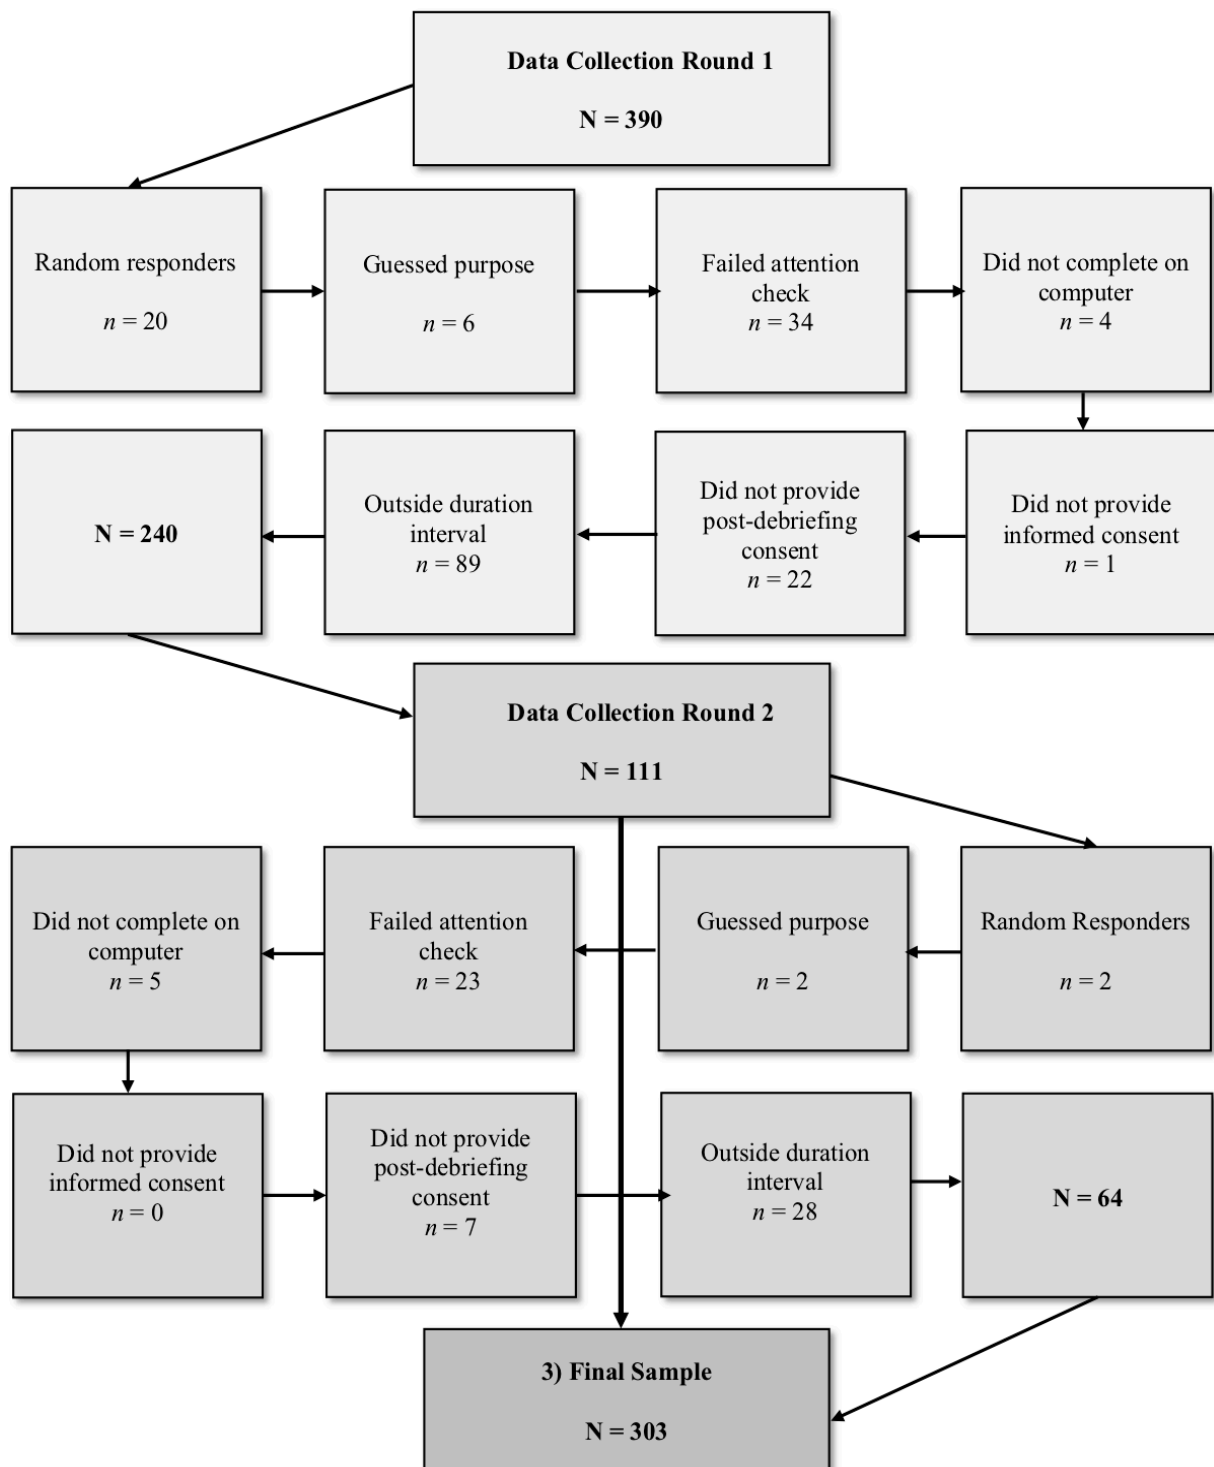 Data Collection Round 1
N = 390
Random responders
n = 20
Guessed purpose
n = 6
Failed attention
check
n = 34
Did not complete on
computer
n = 4
Did not provide
informed consent
n = 1
Did not provide
post-debriefing
consent
n = 22
Outside duration
interval
n = 89
N = 240
Data Collection Round 2
N = 111
Random Responders
n = 2
Guessed purpose
n = 2
Failed attention
check
n = 23
Did not complete on
computer
n = 5
Did not provide
informed consent
n = 0
Did not provide
post-debriefing
consent
n = 7
Outside duration
interval
n = 28
N = 64
3) Final Sample
N = 303